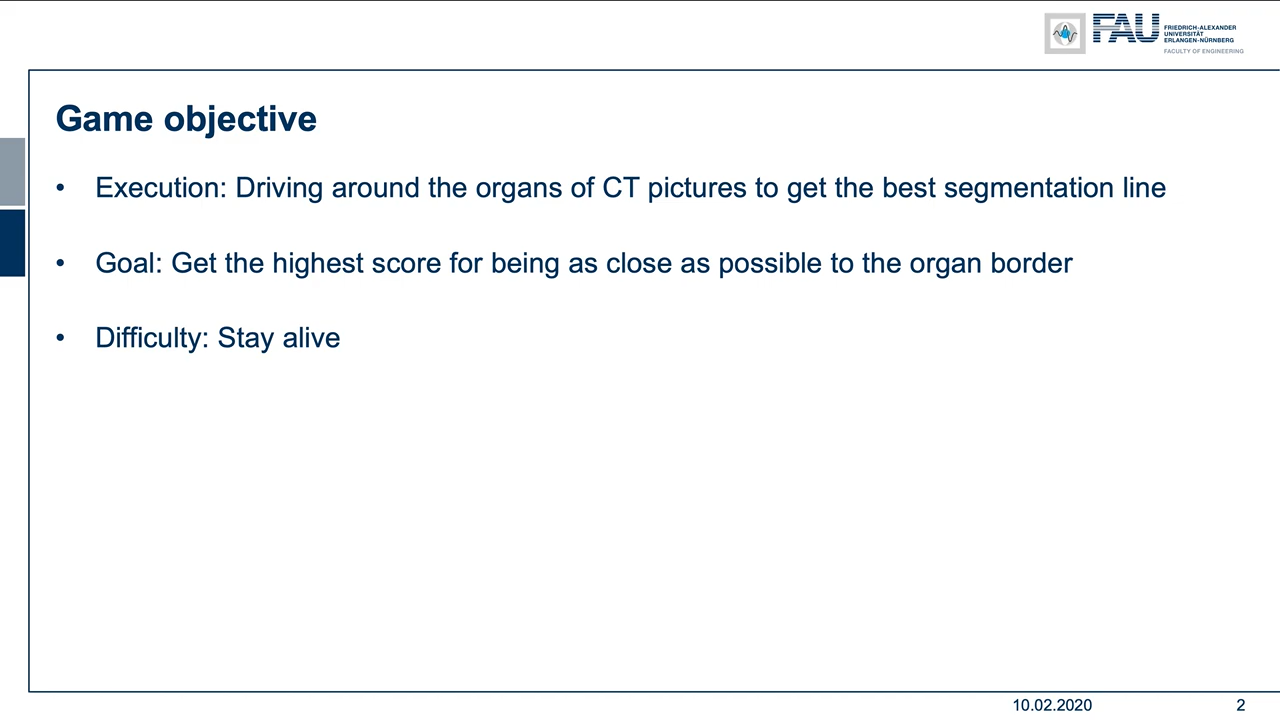 FAU
FRIEDRICH-ALEXANDER
UNIVERSITÄT
ERLANGEN-NÜRNBERG
FACULTY OF ENGINEERING
Game objective
• Execution: Driving around the organs of CT pictures to get the best segmentation line
• Goal: Get the highest score for being as close as possible to the organ border
• Difficulty: Stay alive
10.02.2020 2